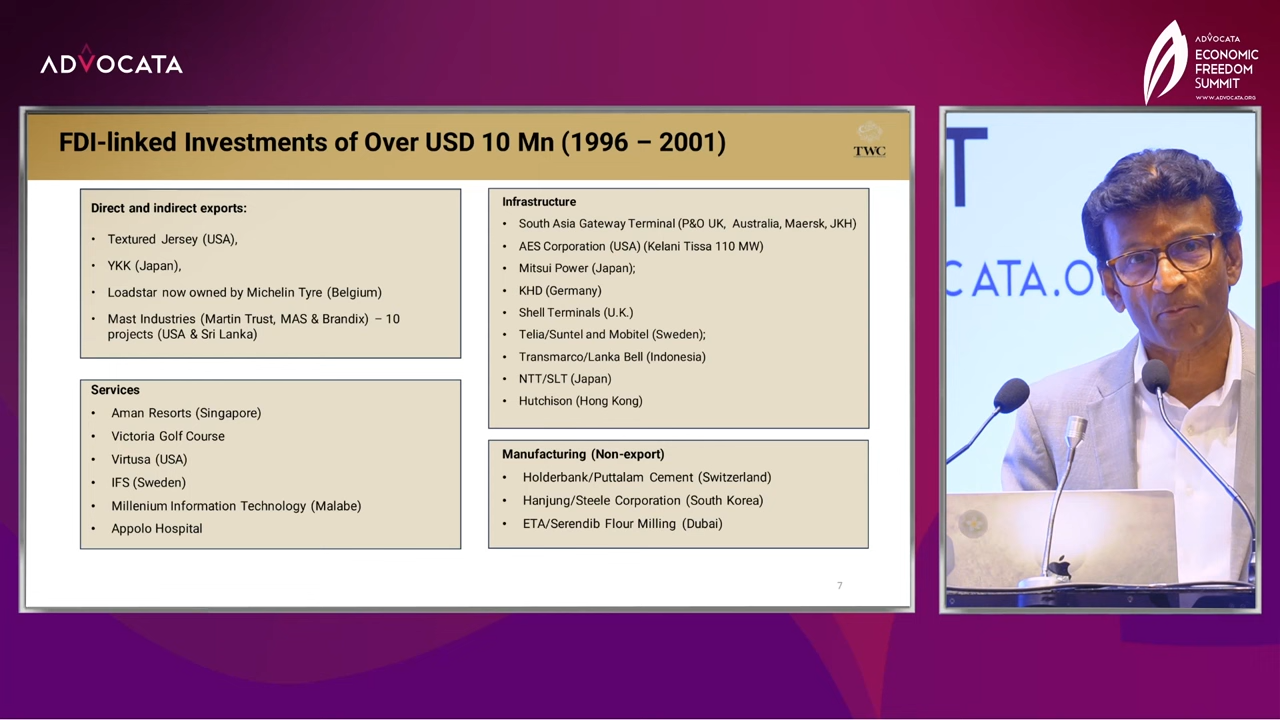 ADVOCATA
ADVOCATA
ECONOMIC
FREEDOM
SUMMIT
WWW.ADVOCATA.ORG
FDI-linked Investments of Over USD 10 Mn (1996 – 2001)
TWC
Direct and indirect exports:
• Textured Jersey (USA),
• YKK (Japan),
• Loadstar now owned by Michelin Tyre (Belgium)
• Mast Industries (Martin Trust, MAS & Brandix) – 10
projects (USA & Sri Lanka)
Services
• Aman Resorts (Singapore)
• Victoria Golf Course
• Virtusa (USA)
• IFS (Sweden)
• Millenium Information Technology (Malabe)
• Appolo Hospital
Infrastructure
• South Asia Gateway Terminal (P&O UK, Australia, Maersk, JKH)
• AES Corporation (USA) (Kelani Tissa 110 MW)
• Mitsui Power (Japan);
• KHD (Germany)
• Shell Terminals (U.K.)
• Telia/Suntel and Mobitel (Sweden);
• Transmarco/Lanka Bell (Indonesia)
• NTT/SLT (Japan)
• Hutchison (Hong Kong)
Manufacturing (Non-export)
• Holderbank/Puttalam Cement (Switzerland)
• Hanjung/Steele Corporation (South Korea)
• ETA/Serendib Flour Milling (Dubai)
7
T
CATA.O